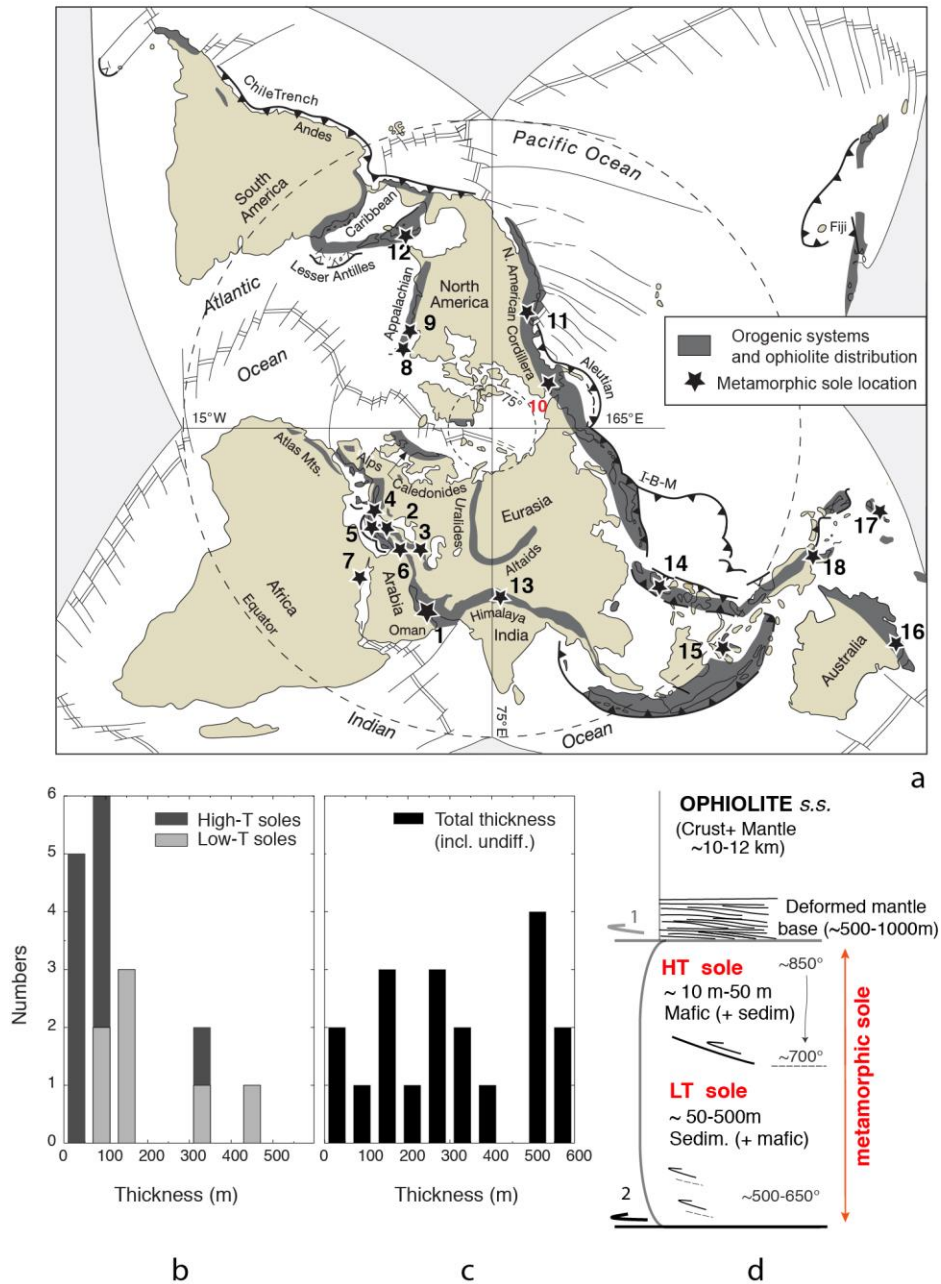 Chile Trench
Andes
South
America
Caribbean
12
Lesser Antilles
Atlantic
Ocean
Pacific Ocean
Fiji
Appalachian
9
8
North
America
N. American Cordillera
11
10
75°
Aleutian
Orogenic systems
and ophiolite distribution
Metamorphic sole location
15°W
165°E
I-B-M
Atlas Mts.
Alps
Caledonides
Uralides
Eurasia
Altaids
4
2
5
3
6
7
Africa
Equator
Arabia
Oman
1
13
Himalaya
India
75°E
14
15
17
18
16
Australia
Indian
Ocean
a
6
5
4
3
2
1
0
Numbers
High-T soles
Low-T soles
0
100
300
500
Thickness (m)
b
Total thickness
(incl. undiff.)
0
100
200
300
400
500
600
Thickness (m)
c
OPHIOLITE s.s.
(Crust+ Mantle
~10-12 km)
1
Deformed mantle
base (~500-1000m)
HT sole
~850°
~ 10 m-50 m
Mafic (+ sedim)
~700°
LT sole
~ 50-500m
Sedim. (+ mafic)
~500-650°
2
metamorphic sole
d